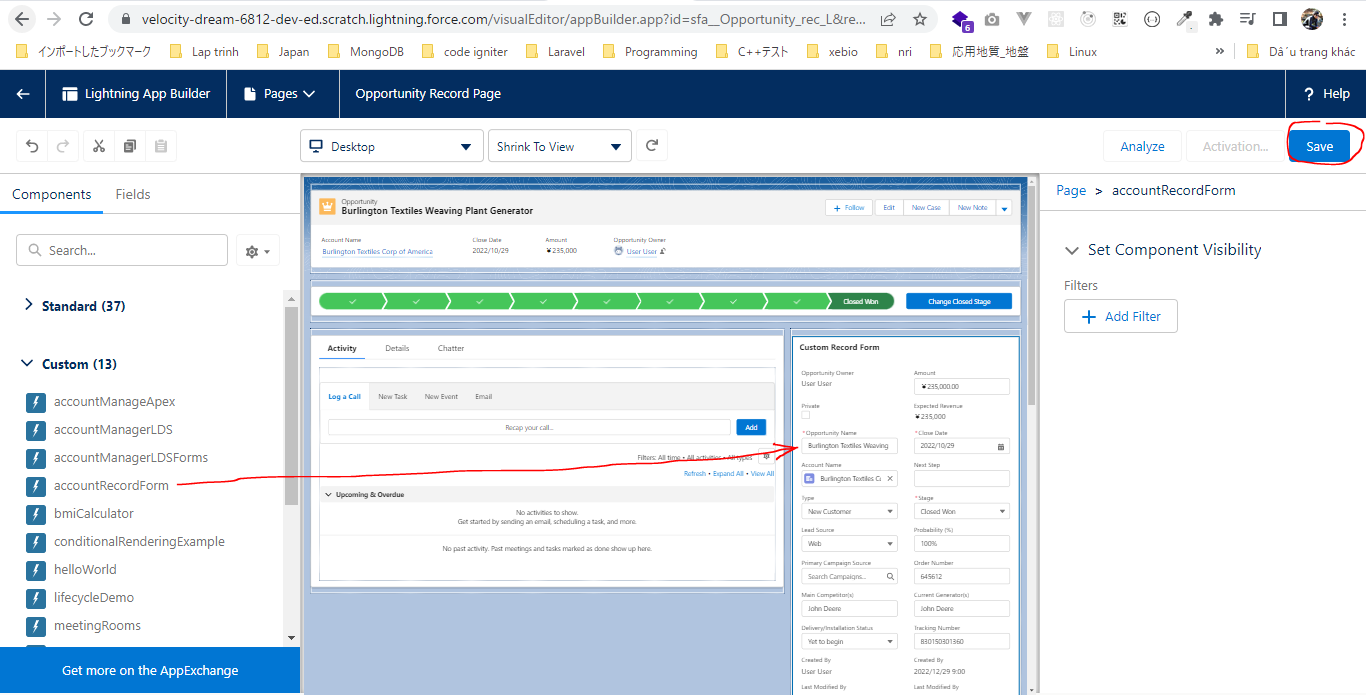 velocity-dream-6812-dev-ed.scratch.lightning.force.com/visualEditor/appBuilder.app?id=sfa__Opportunity_rec_L&re...
6
インポートしたブックマーク Lap trinh Japan MongoDB code igniter Laravel Programming C++テスト xebio nri 応用地質_地盤 Linux » Dấu trang khác
Lightning App Builder Pages Opportunity Record Page ? Help
Desktop Shrink To View Analyze Activation... Save
Components Fields
Page > accountRecordForm
Search...
Set Component Visibility
Filters
Add Filter
Standard (37)
Custom (13)
accountManageApex
accountManagerLDS
accountManagerLDSForms
accountRecordForm
bmiCalculator
conditionalRenderingExample
helloWorld
lifecycleDemo
meetingRooms
Get more on the AppExchange
Opportunity
Burlington Textiles Weaving Plant Generator
+ Follow Edit New Case New Note
Account Name Close Date Amount Opportunity Owner
Burlington Textiles Corp of America 2022/10/29 ¥235,000 User User
Closed Won Change Closed Stage
Activity Details Chatter
Log a Call New Task New Event Email
Recap your call... Add
Filters: All time • All activities • All types
Refresh • Expand All • View All
Upcoming & Overdue
No activities to show.
Get started by sending an email, scheduling a task, and more.
No past activity. Past meetings and tasks marked as done show up here.
Custom Record Form
Opportunity Owner Amount
User User ¥235,000.00
Private Expected Revenue
¥235,000
*Opportunity Name *Close Date
Burlington Textiles Weaving 2022/10/29
Account Name Next Step
Burlington Textiles Co
Type *Stage
New Customer Closed Won
Lead Source Probability (%)
Web 100%
Primary Campaign Source Order Number
Search Campaigns... 645612
Main Competitor(s) Current Generator(s)
John Deere John Deere
Delivery/Installation Status Tracking Number
Yet to begin 830150301360
Created By Created By
User User 2022/12/29 9:00
Last Modified By Last Modified By